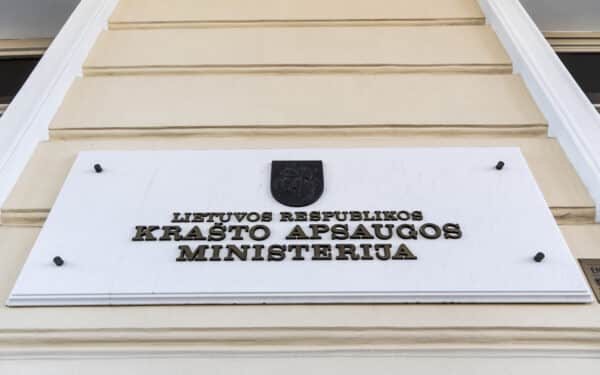 LIETUVOS RESPUBLIKOS
KRAŠTO APSAUGOS
MINISTERIJA